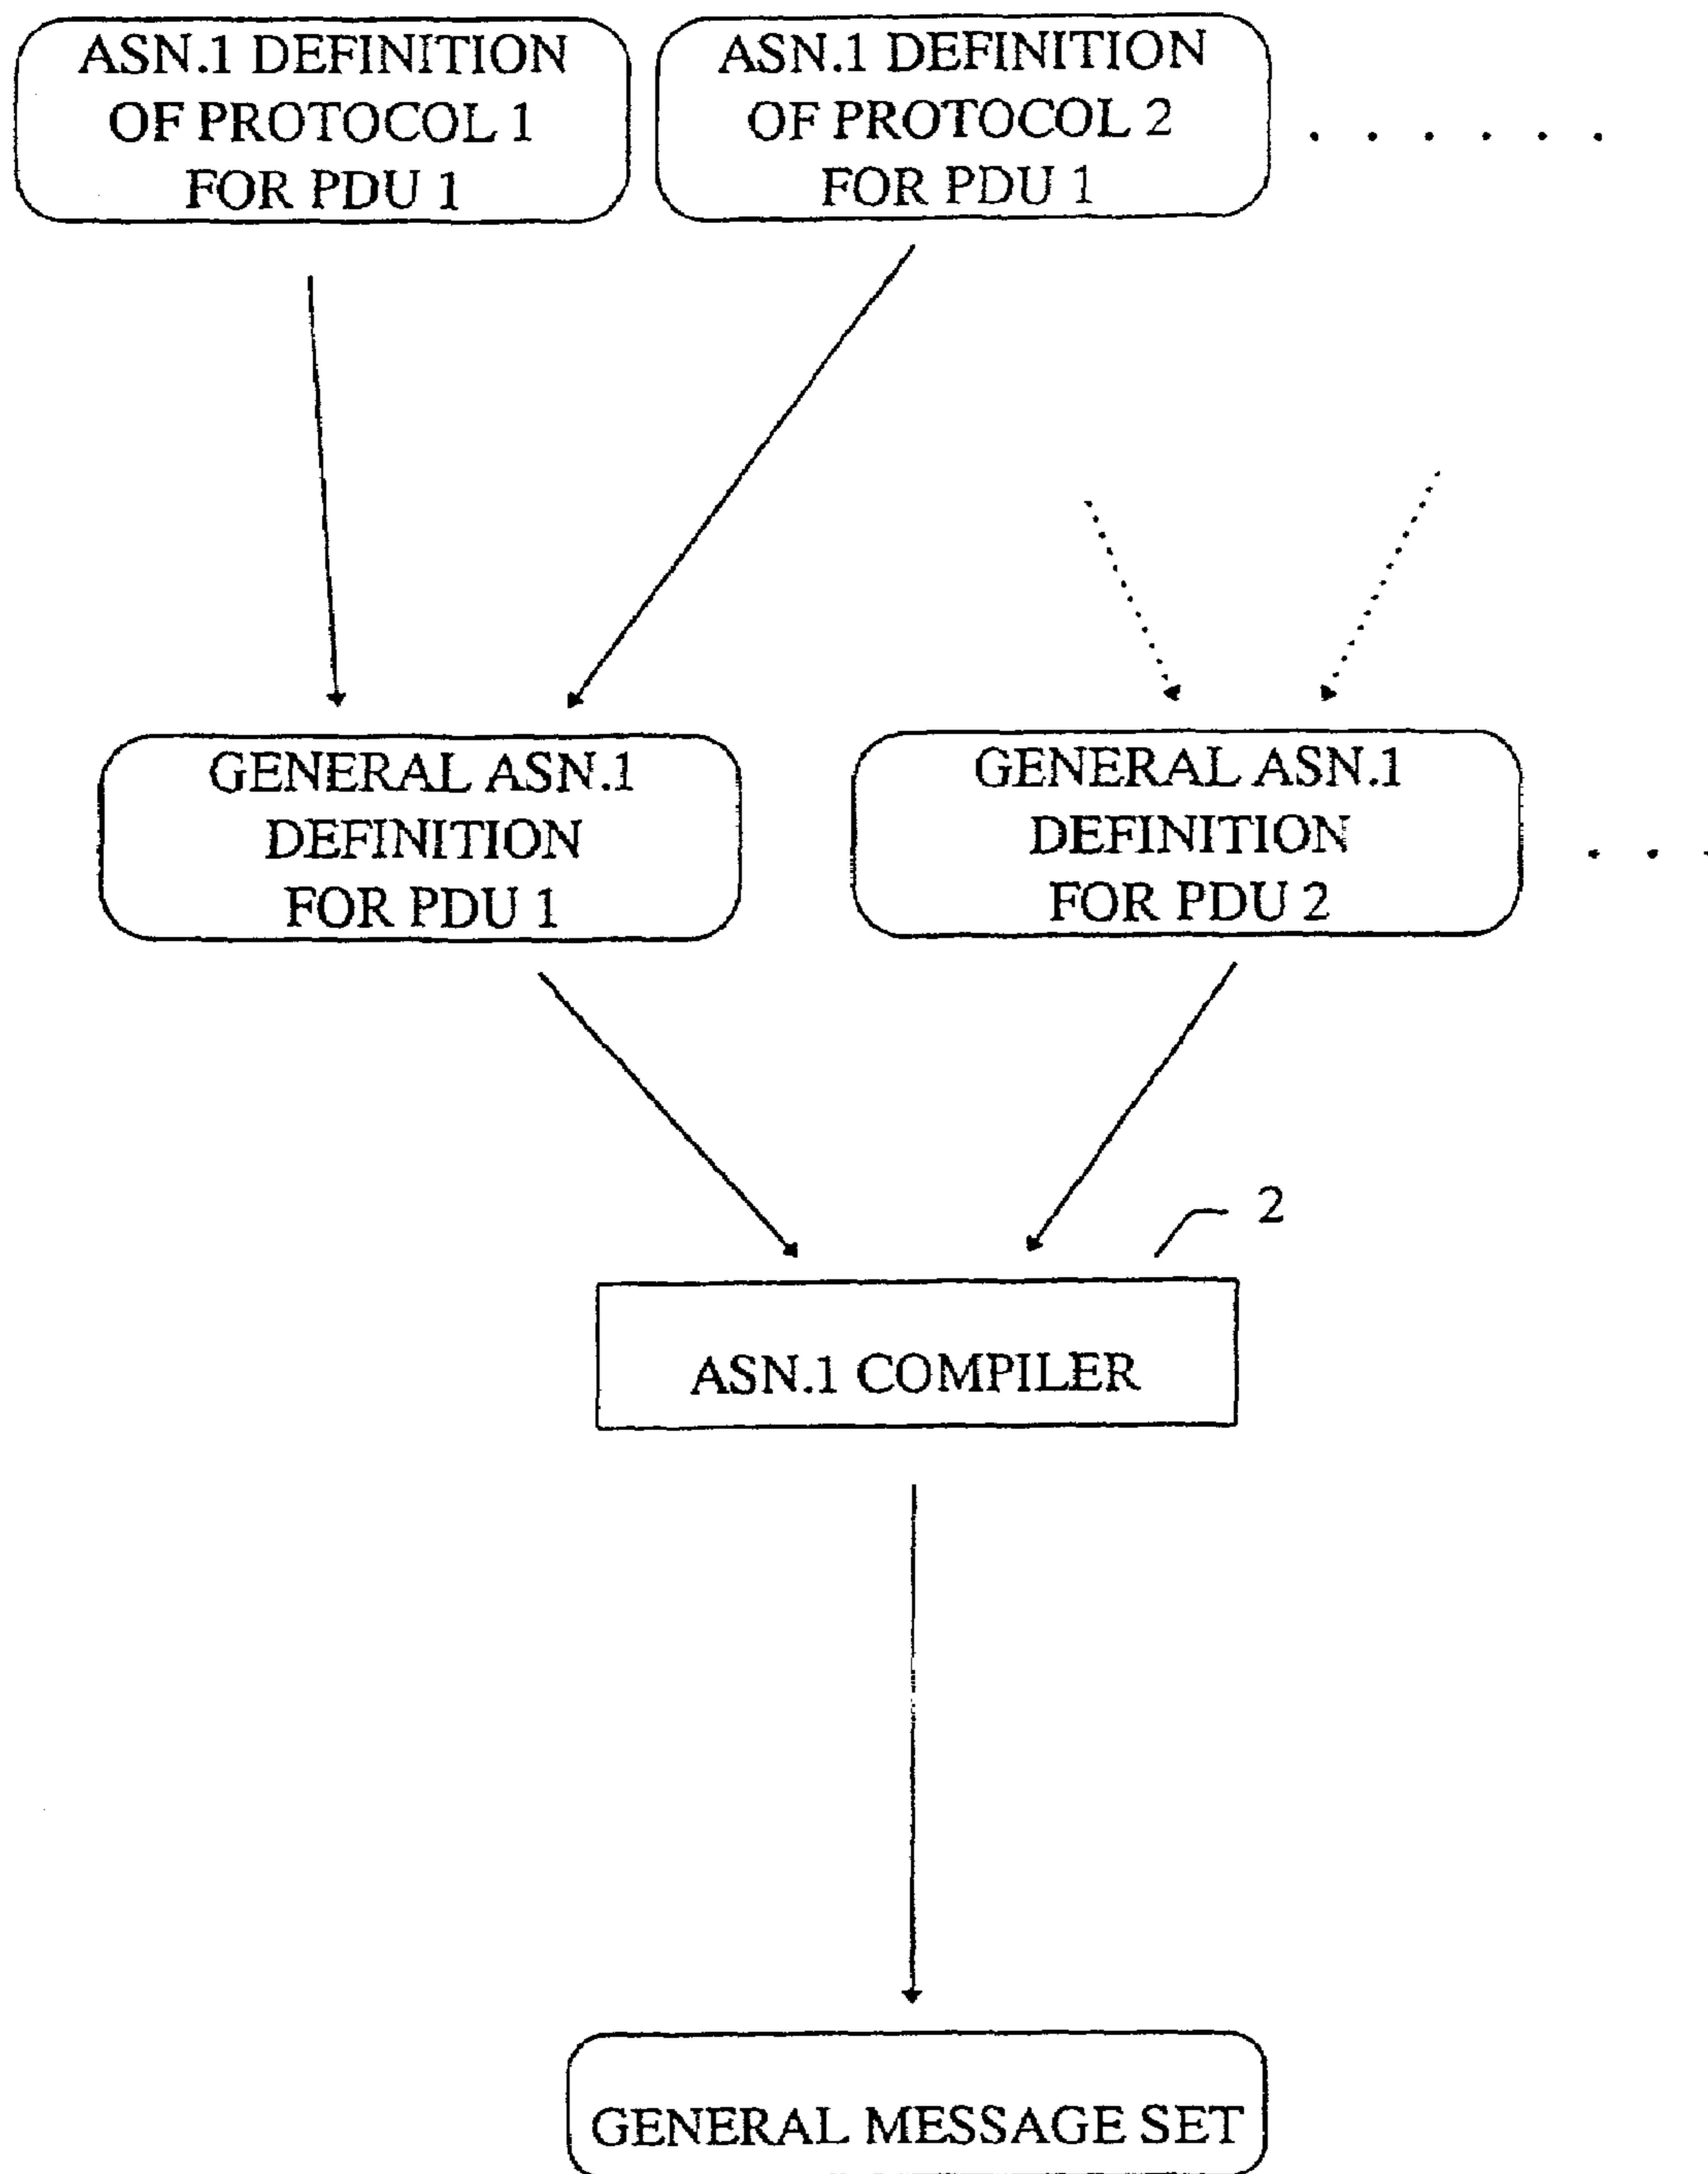 ASN.1 DEFINITION
OF PROTOCOL 1
FOR PDU 1
ASN.1 DEFINITION
OF PROTOCOL 2
FOR PDU 1
GENERAL ASN.1
DEFINITION
FOR PDU 1
GENERAL ASN.1
DEFINITION
FOR PDU 2
2
ASN.1 COMPILER
GENERAL MESSAGE SET